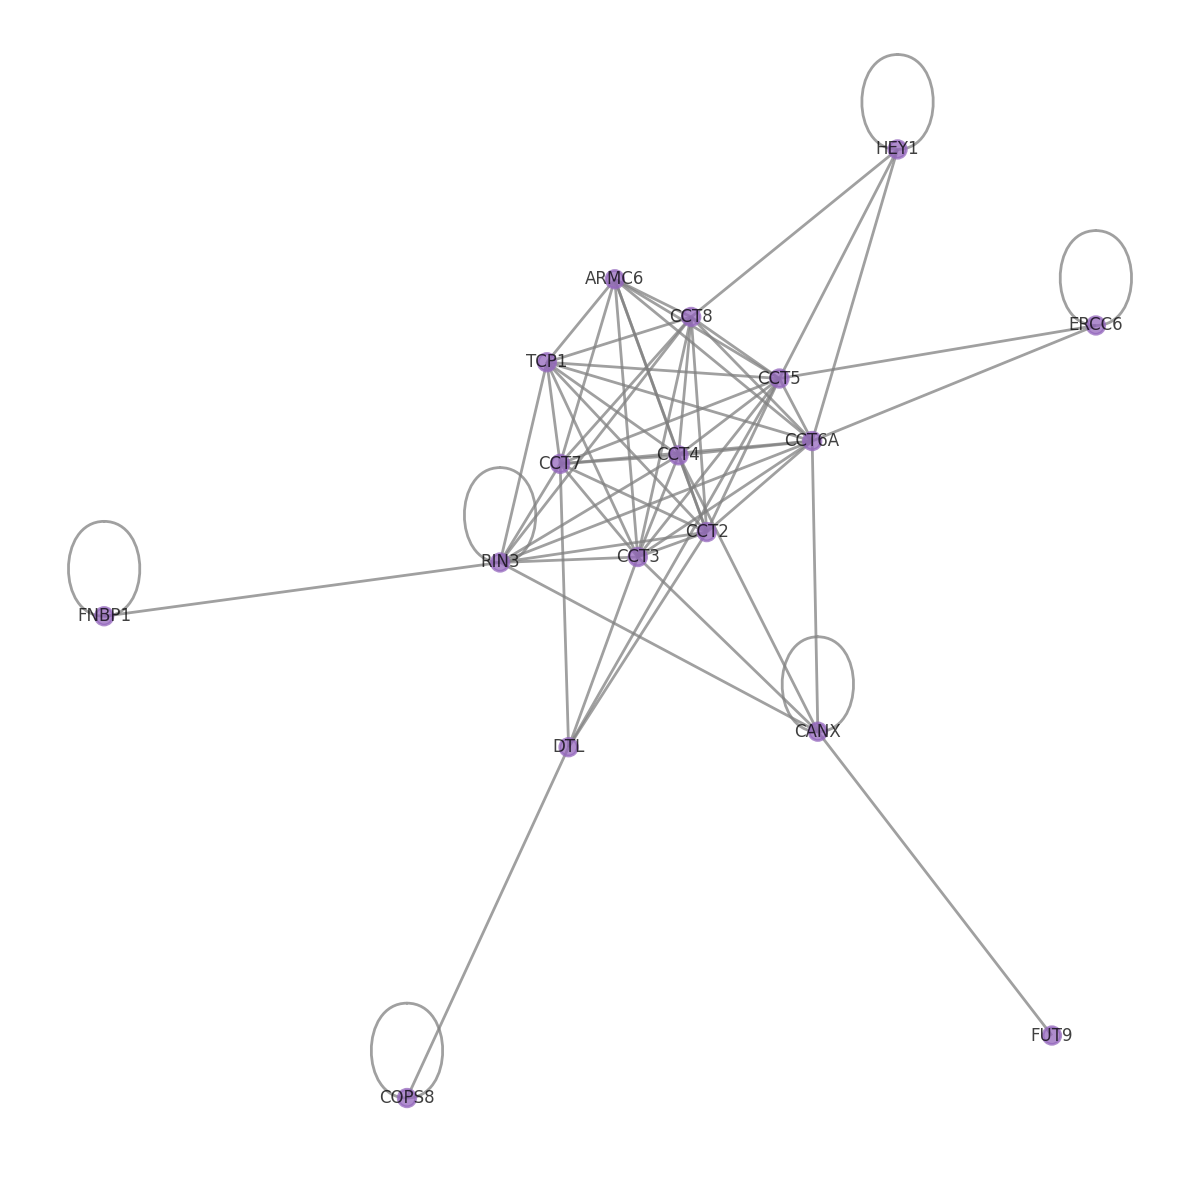 HEY1
ARMC6
CCT8
ERCC6
TCP1
CCT5
CCT6A
CCT4
CCT7
CCT2
CCT3
RIN3
FNBP1
CANX
DTL
FUT9
COPS8